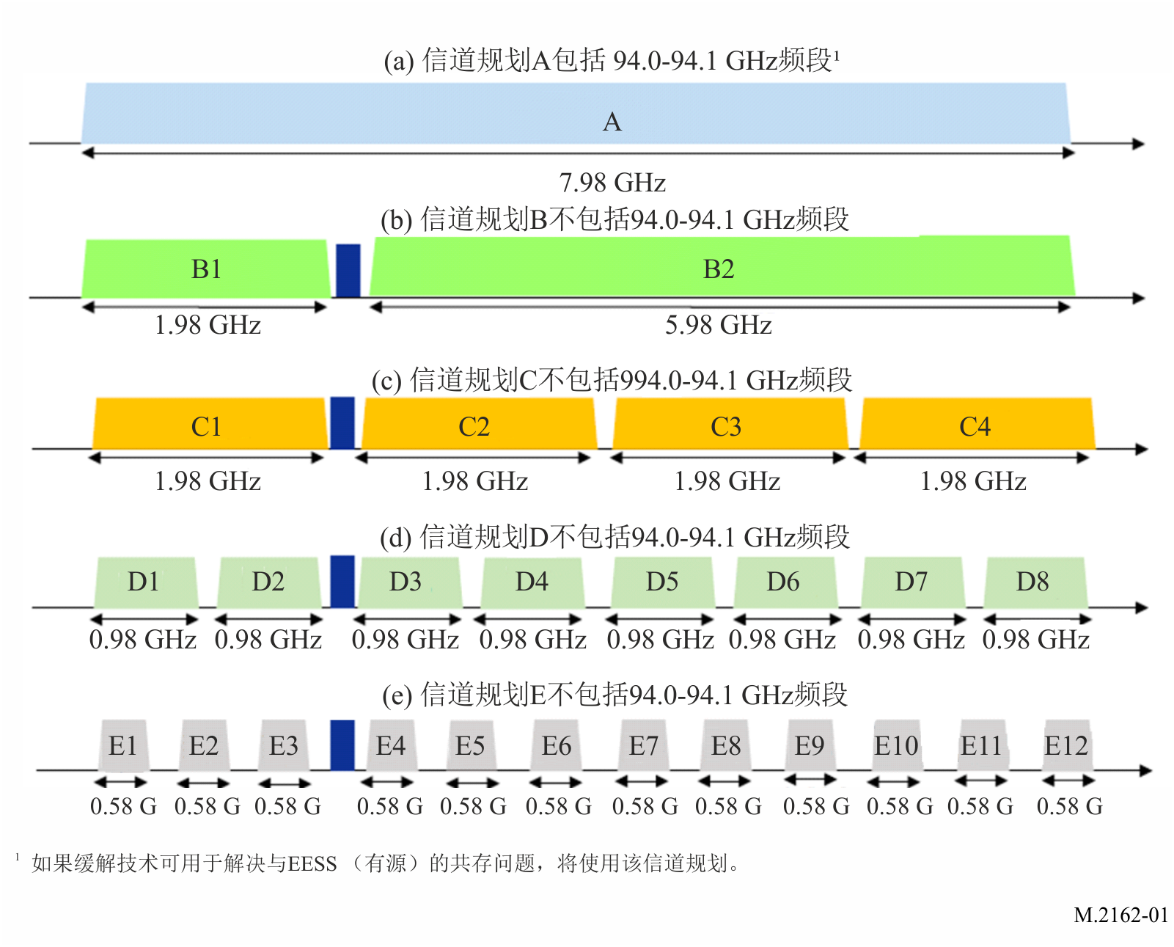 (a) 信道规划A包括 94.0-94.1 GHz频段¹
A
7.98 GHz
(b) 信道规划B不包括94.0-94.1 GHz频段
B1 B2
1.98 GHz 5.98 GHz
(c) 信道规划C不包括994.0-94.1 GHz频段
C1 C2 C3 C4
1.98 GHz 1.98 GHz 1.98 GHz 1.98 GHz
(d) 信道规划D不包括94.0-94.1 GHz频段
D1 D2 D3 D4 D5 D6 D7 D8
0.98 GHz 0.98 GHz 0.98 GHz 0.98 GHz 0.98 GHz 0.98 GHz 0.98 GHz 0.98 GHz
(e) 信道规划E不包括94.0-94.1 GHz频段
E1 E2 E3 E4 E5 E6 E7 E8 E9 E10 E11 E12
0.58 G 0.58 G 0.58 G 0.58 G 0.58 G 0.58 G 0.58 G 0.58 G 0.58 G 0.58 G 0.58 G 0.58 G
¹ 如果缓解技术可用于解决与EESS（有源）的共存问题，将使用该信道规划。
M.2162-01